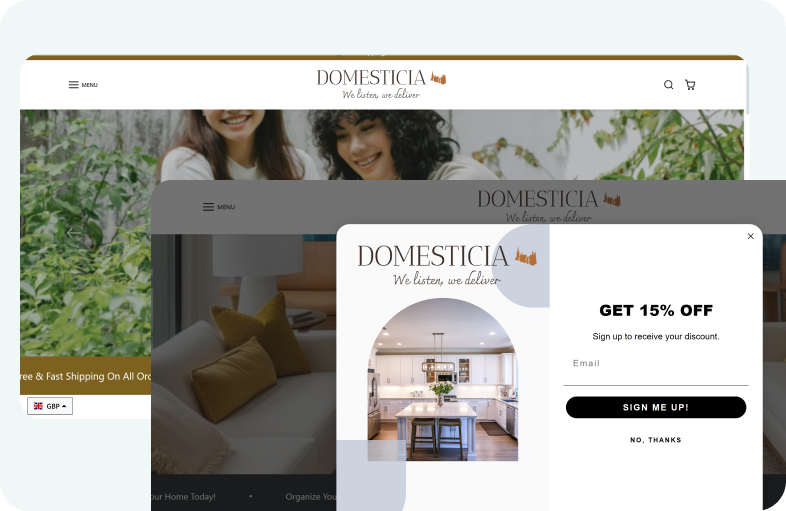 DOMESTICIA
MENU
We listen, we deliver
DOMESTICIA
MENU
We listen, we deliver
DOMESTICIA
We listen, we deliver
GET 15% OFF
Sign up to receive your discount.
Email
SIGN ME UP!
NO, THANKS
ree & Fast Shipping On All Orc
GBP
our Home Today! • Organize You